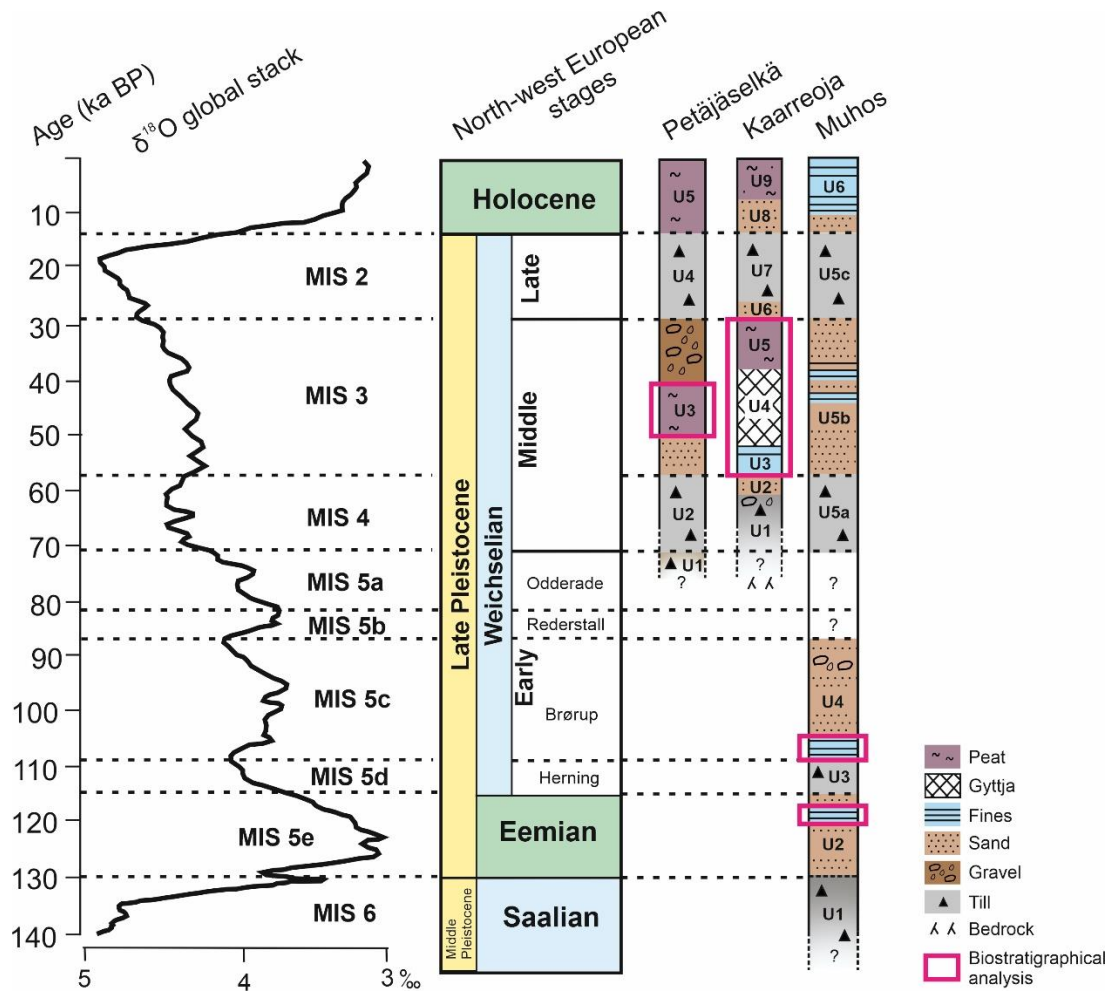 Age (ka BP)
δ¹⁸O global stack
North-west European
stages
Petäjäselkä
Kaarreoja
Muhos
10
20
30
40
50
60
70
80
90
100
110
120
130
140
5
4
3 ‰
MIS 2
MIS 3
MIS 4
MIS 5a
MIS 5b
MIS 5c
MIS 5d
MIS 5e
MIS 6
Holocene
Late Pleistocene
Middle
Pleistocene
Weichselian
Late
Middle
Early
Odderade
Rederstall
Brørup
Herning
Eemian
Saalian
U5
U4
U3
U2
U1
?
U9
U8
U7
U6
U5
U4
U3
U2
U1
?
U6
U5c
U5b
U5a
?
?
U4
U3
U2
U1
?
Peat
Gyttja
Fines
Sand
Gravel
Till
Bedrock
Biostratigraphical
analysis